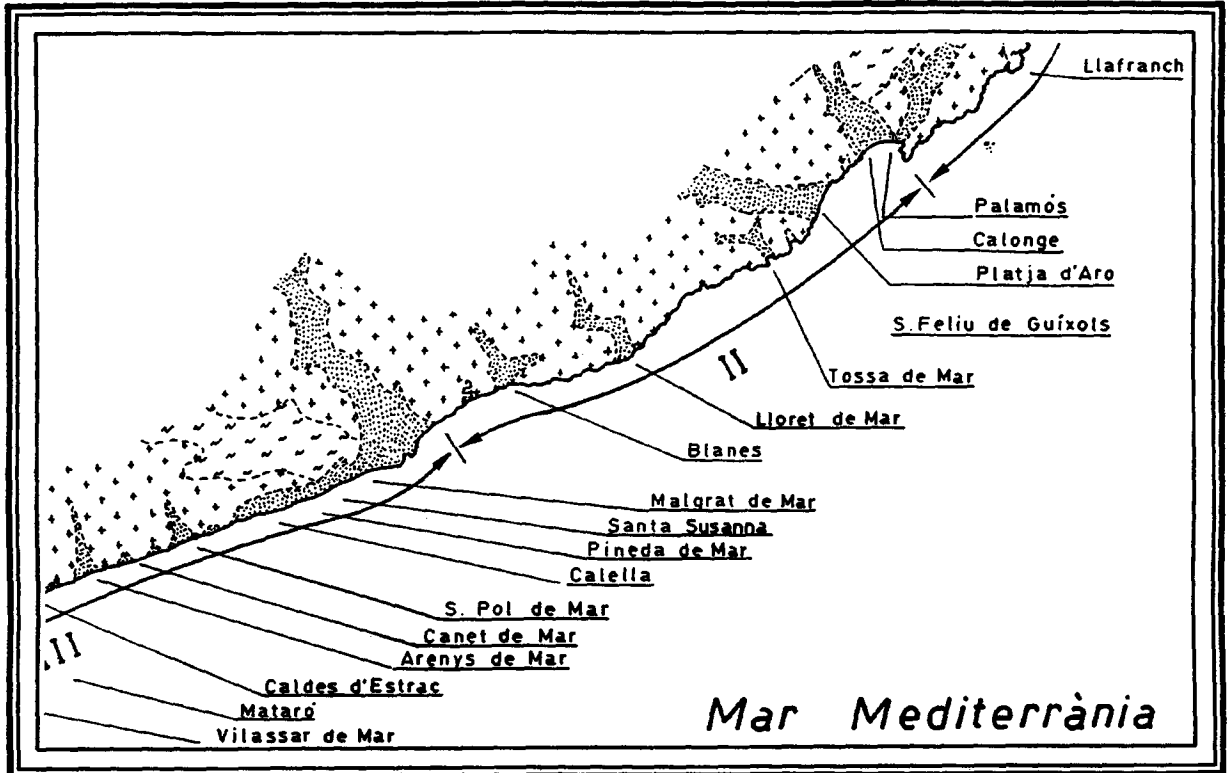 Llafranch
Palamós
Calonge
Platja d'Aro
S. Feliu de Guíxols
II
Tossa de Mar
Lloret de Mar
Blanes
Malgrat de Mar
Santa Susanna
Pineda de Mar
Calella
S. Pol de Mar
Canet de Mar
Arenys de Mar
Caldes d'Estrac
Mataró
Vilassar de Mar
Mar Mediterrània